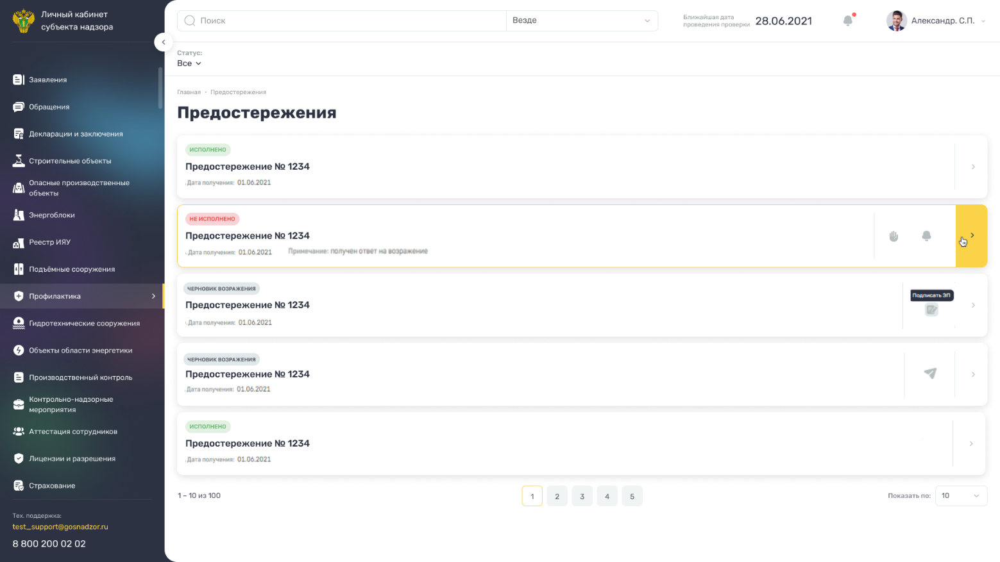 Личный кабинет
субъекта надзора
Заявления
Обращения
Декларации и заключения
Строительные объекты
Опасные производственные
объекты
Энергоблоки
Реестр ИЯУ
Подъёмные сооружения
Профилактика
Гидротехнические сооружения
Объекты области энергетики
Производственный контроль
Контрольно-надзорные
мероприятия
Аттестация сотрудников
Лицензии и разрешения
Страхование
Тех. поддержка:
test_support@gosnadzor.ru
8 800 200 02 02
Поиск
Везде
Ближайшая дата
проведения проверки
28.06.2021
Александр. С.П.
Статус:
Все
Главная · Предостережения
Предостережения
ИСПОЛНЕНО
Предостережение № 1234
Дата получения: 01.06.2021
НЕ ИСПОЛНЕНО
Предостережение № 1234
Дата получения: 01.06.2021 Примечание: получен ответ на возражение
ЧЕРНОВИК ВОЗРАЖЕНИЯ
Предостережение № 1234
Дата получения: 01.06.2021
Подписать ЭП
ЧЕРНОВИК ВОЗРАЖЕНИЯ
Предостережение № 1234
Дата получения: 01.06.2021
ИСПОЛНЕНО
Предостережение № 1234
Дата получения: 01.06.2021
1 – 10 из 100
1 2 3 4 5
Показать по: 10